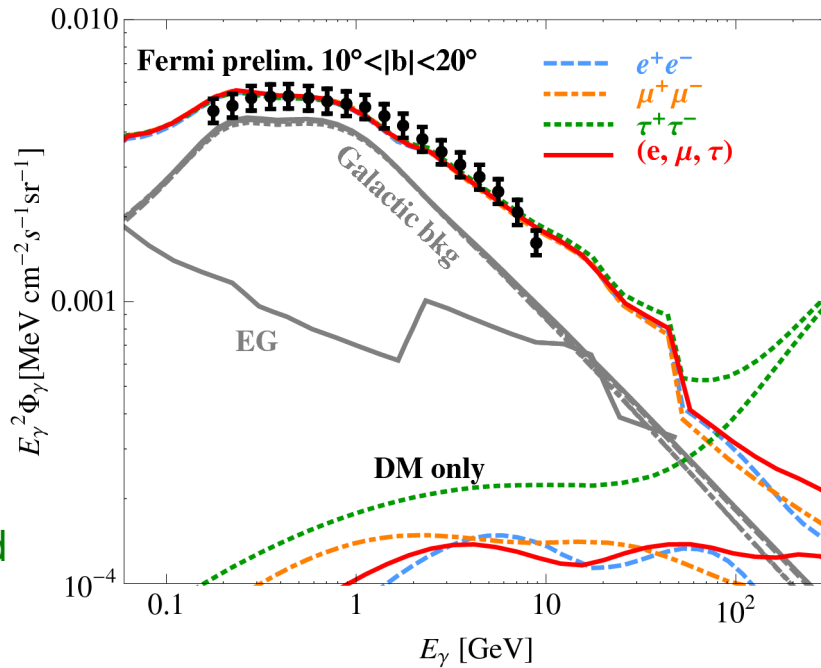 0.010
Fermi prelim. 10°<|b|<20°
e⁺e⁻
μ⁺μ⁻
τ⁺τ⁻
(e, μ, τ)
Galactic bkg
0.001
EG
E_γ²Φ_γ[MeV cm⁻²s⁻¹sr⁻¹]
DM only
d
10⁻⁴
0.1 1 10 10²
E_γ [GeV]